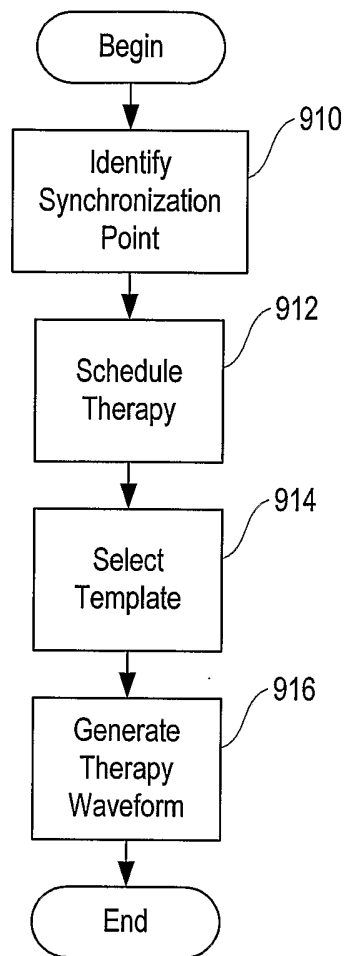 Begin
910
Identify
Synchronization
Point
912
Schedule
Therapy
914
Select
Template
916
Generate
Therapy
Waveform
End